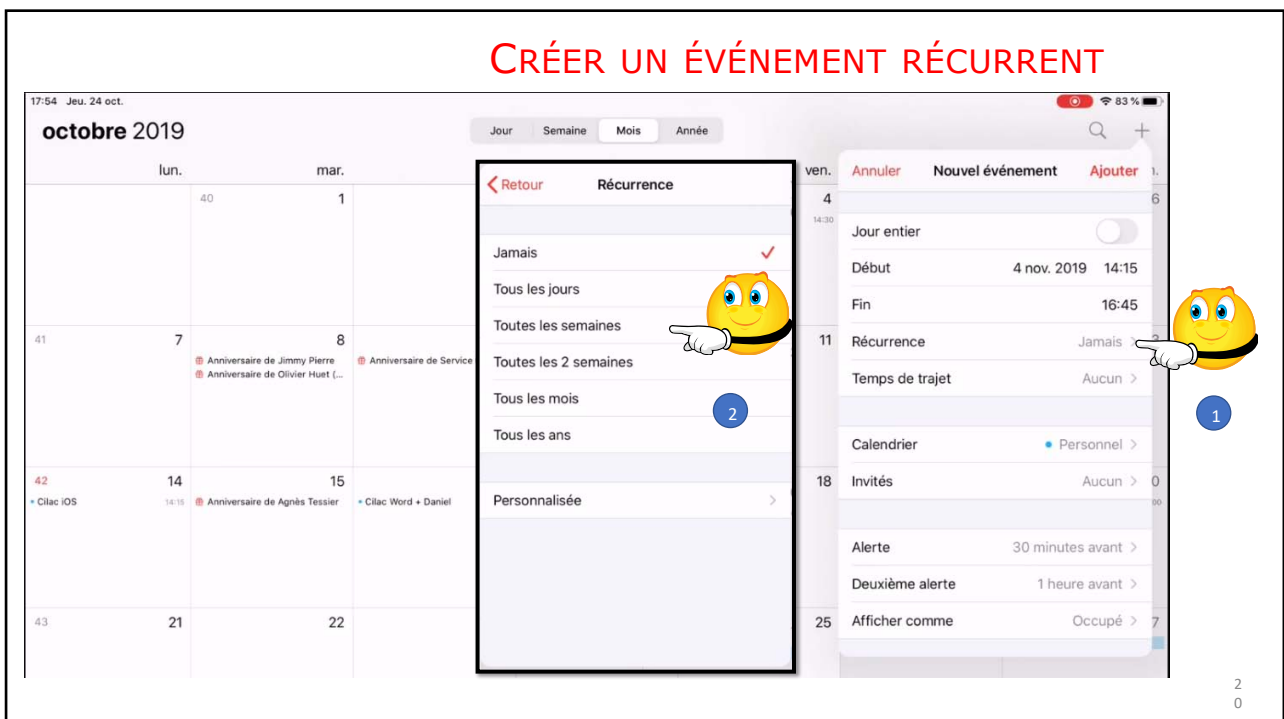 CRÉER UN ÉVÉNEMENT RÉCURRENT
17:54 Jeu. 24 oct.
83 %
octobre 2019
Jour Semaine Mois Année
lun. mar. ven. n.
40 1 4 6
14:30
41 7 8 11 3
Anniversaire de Jimmy Pierre
Anniversaire de Olivier Huet (...
Anniversaire de Service
42 14 15 18 0
• Cilac iOS 14:15
Anniversaire de Agnès Tessier
• Cilac Word + Daniel
00
43 21 22 25 7
Retour Récurrence
Jamais
Tous les jours
Toutes les semaines
Toutes les 2 semaines
Tous les mois
Tous les ans
Personnalisée
2
Annuler Nouvel événement Ajouter
Jour entier
Début 4 nov. 2019 14:15
Fin 16:45
Récurrence Jamais
Temps de trajet Aucun
Calendrier • Personnel
Invités Aucun
Alerte 30 minutes avant
Deuxième alerte 1 heure avant
Afficher comme Occupé
1
2
0